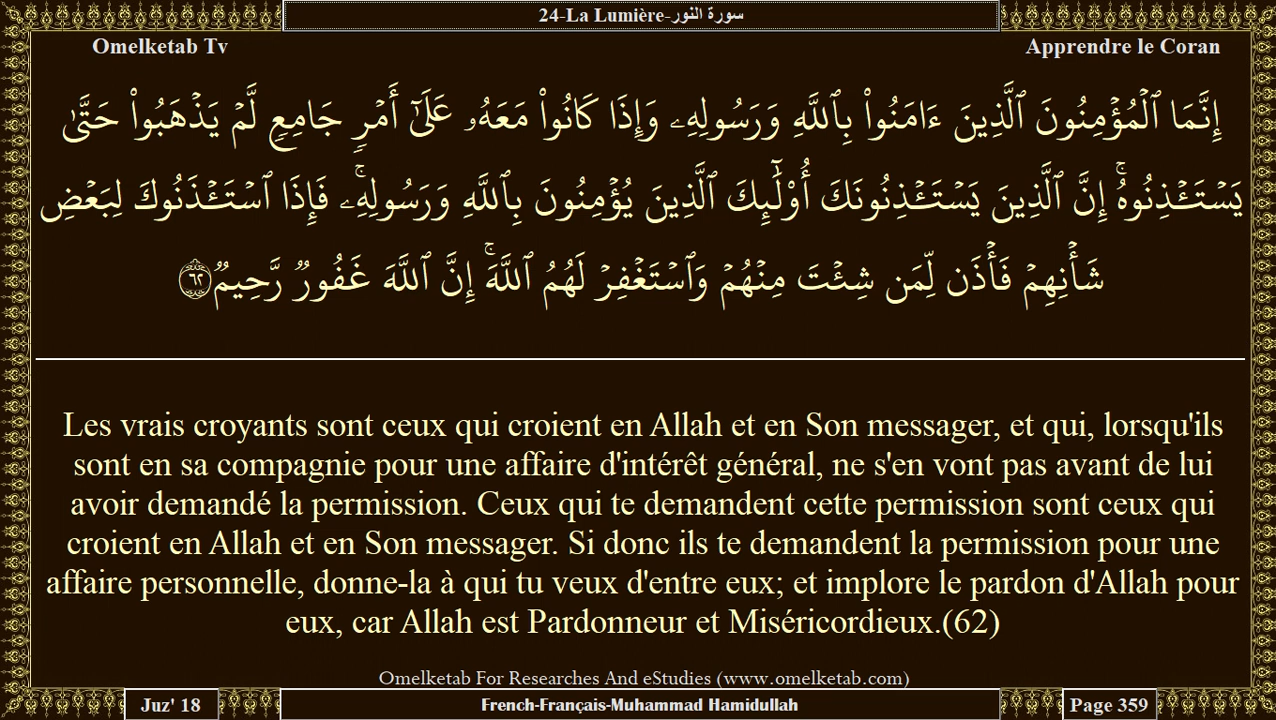 24-La Lumière-سورة النور
Omelketab Tv
Apprendre le Coran
إِنَّمَا ٱلْمُؤْمِنُونَ ٱلَّذِينَ ءَامَنُوا۟ بِٱللَّهِ وَرَسُولِهِۦ وَإِذَا كَانُوا۟ مَعَهُۥ عَلَىٰٓ أَمْرٍ جَامِعٍ لَّمْ يَذْهَبُوا۟ حَتَّىٰ
يَسْتَـْٔذِنُوهُ ۚ إِنَّ ٱلَّذِينَ يَسْتَـْٔذِنُونَكَ أُو۟لَـٰٓئِكَ ٱلَّذِينَ يُؤْمِنُونَ بِٱللَّهِ وَرَسُولِهِۦ ۚ فَإِذَا ٱسْتَـْٔذَنُوكَ لِبَعْضِ
شَأْنِهِمْ فَأْذَن لِّمَن شِئْتَ مِنْهُمْ وَٱسْتَغْفِرْ لَهُمُ ٱللَّهَ ۚ إِنَّ ٱللَّهَ غَفُورٌ رَّحِيمٌ ٦٢
Les vrais croyants sont ceux qui croient en Allah et en Son messager, et qui, lorsqu'ils
sont en sa compagnie pour une affaire d'intérêt général, ne s'en vont pas avant de lui
avoir demandé la permission. Ceux qui te demandent cette permission sont ceux qui
croient en Allah et en Son messager. Si donc ils te demandent la permission pour une
affaire personnelle, donne-la à qui tu veux d'entre eux; et implore le pardon d'Allah pour
eux, car Allah est Pardonneur et Miséricordieux.(62)
Omelketab For Researches And eStudies (www.omelketab.com)
Juz' 18
French-Français-Muhammad Hamidullah
Page 359